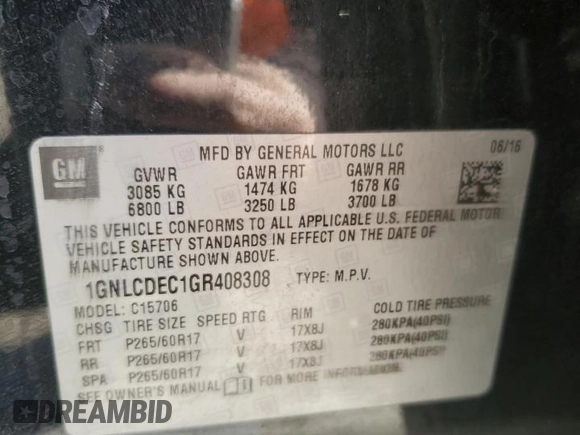 GM
MFD BY GENERAL MOTORS LLC 06/16
GVWR GAWR FRT GAWR RR
3085 KG 1474 KG 1678 KG
6800 LB 3250 LB 3700 LB
THIS VEHICLE CONFORMS TO ALL APPLICABLE U.S. FEDERAL MOTOR
VEHICLE SAFETY STANDARDS IN EFFECT ON THE DATE OF
MANUFACTURE SHOWN ABOVE.
1GNLCDEC1GR408308 TYPE: M.P.V.
MODEL: C15706
CHSG TIRE SIZE SPEED RTG RIM COLD TIRE PRESSURE
FRT P265/60R17 V 17X8J 280KPA(40PSI)
RR P265/60R17 V 17X8J 280KPA(40PSI)
SPA P265/60R17 V 17X8J 280KPA(40PSI)
SEE OWNER'S MANUAL FOR MORE INFORMATION.
DREAMBID